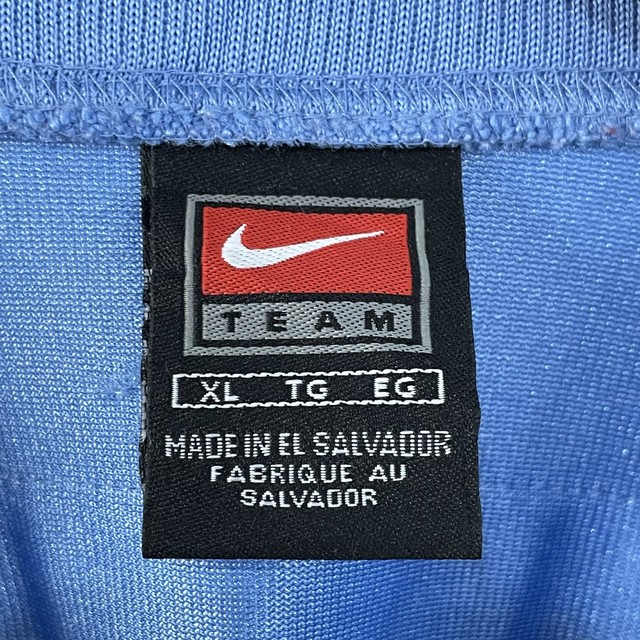 TEAM
XL TG EG
MADE IN EL SALVADOR
FABRIQUE AU
SALVADOR